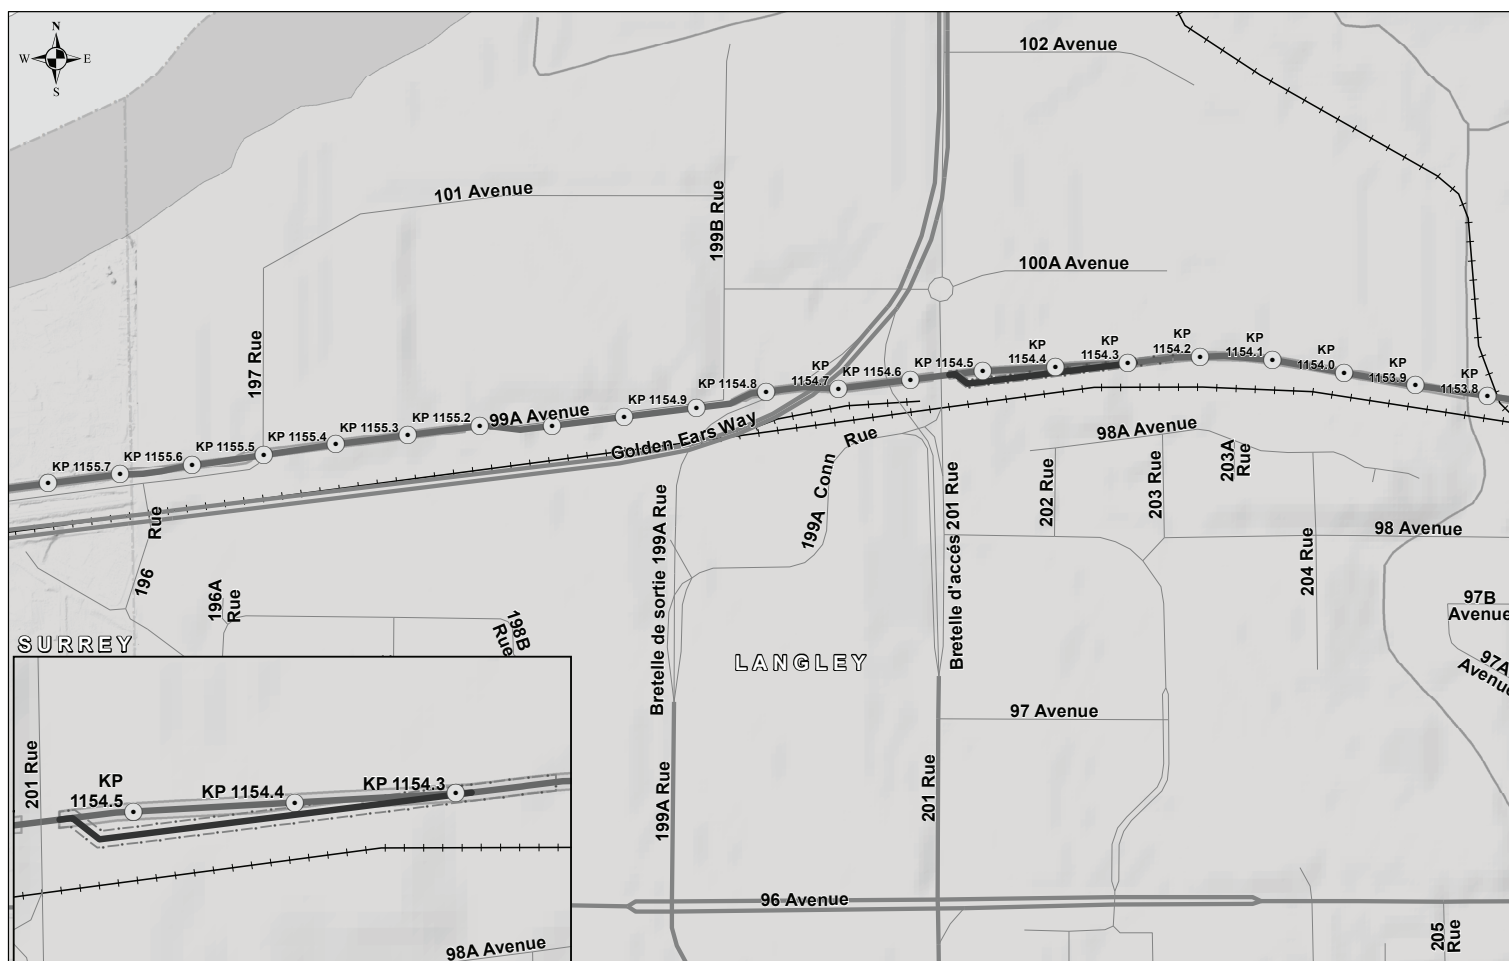 N
W E
S
102 Avenue
101 Avenue
199B Rue
100A Avenue
197 Rue
KP 1155.7
KP 1155.6
KP 1155.5
KP 1155.4
KP 1155.3
KP 1155.2
99A Avenue
KP 1154.9
KP 1154.8
KP
1154.7
KP 1154.6
KP 1154.5
KP
1154.4
KP
1154.3
KP
1154.2
KP
1154.1
KP
1154.0
KP
1153.9
KP
1153.8
Golden Ears Way
199A Conn
Rue
98A Avenue
203A
Rue
202 Rue
203 Rue
98 Avenue
204 Rue
196
Rue
196A
Rue
198B
Rue
Bretelle de sortie 199A Rue
Bretelle d'accés 201 Rue
97B
Avenue
97A
Avenue
SURREY
LANGLEY
97 Avenue
199A Rue
201 Rue
96 Avenue
205
Rue
201 Rue
KP
1154.5
KP 1154.4
KP 1154.3
98A Avenue